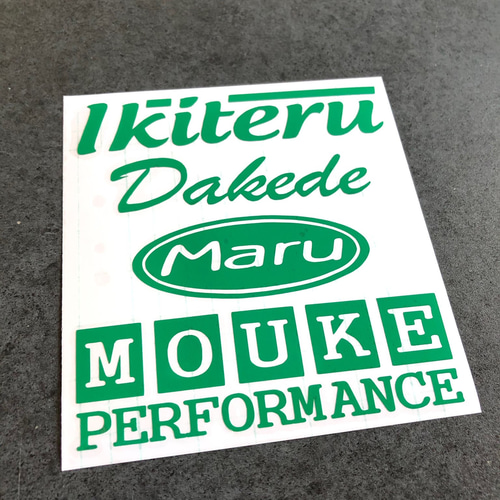 Ikiteru
Dakede
Maru
MOUKE
PERFORMANCE